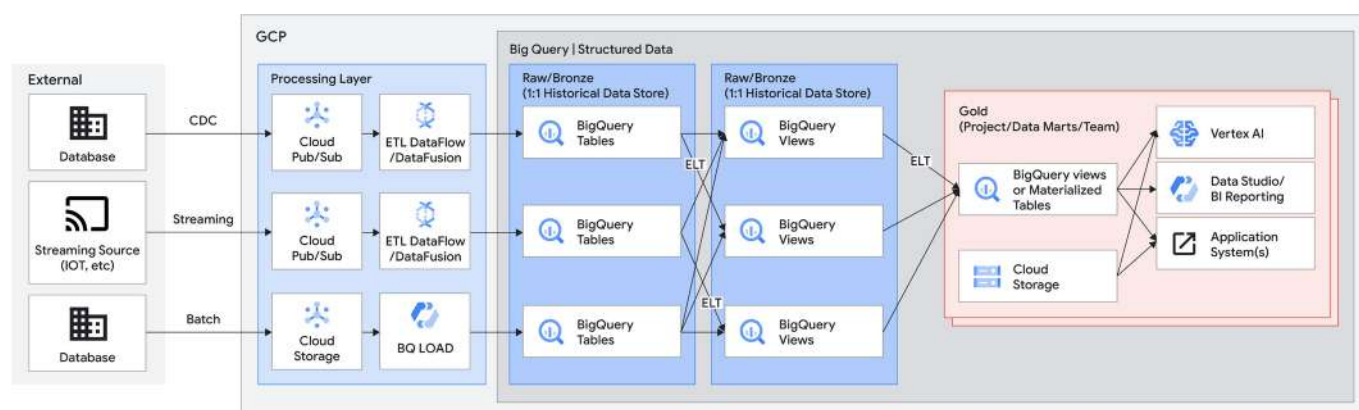 GCP
Big Query | Structured Data
External
Database
Streaming Source
(IOT, etc)
Database
CDC
Streaming
Batch
Processing Layer
Cloud
Pub/Sub
ETL DataFlow
/DataFusion
Cloud
Pub/Sub
ETL DataFlow
/DataFusion
Cloud
Storage
BQ LOAD
Raw/Bronze
(1:1 Historical Data Store)
BigQuery
Tables
BigQuery
Tables
BigQuery
Tables
ELT
ELT
Raw/Bronze
(1:1 Historical Data Store)
BigQuery
Views
BigQuery
Views
BigQuery
Views
ELT
Gold
(Project/Data Marts/Team)
BigQuery views
or Materialized
Tables
Cloud
Storage
Vertex AI
Data Studio/
BI Reporting
Application
System(s)